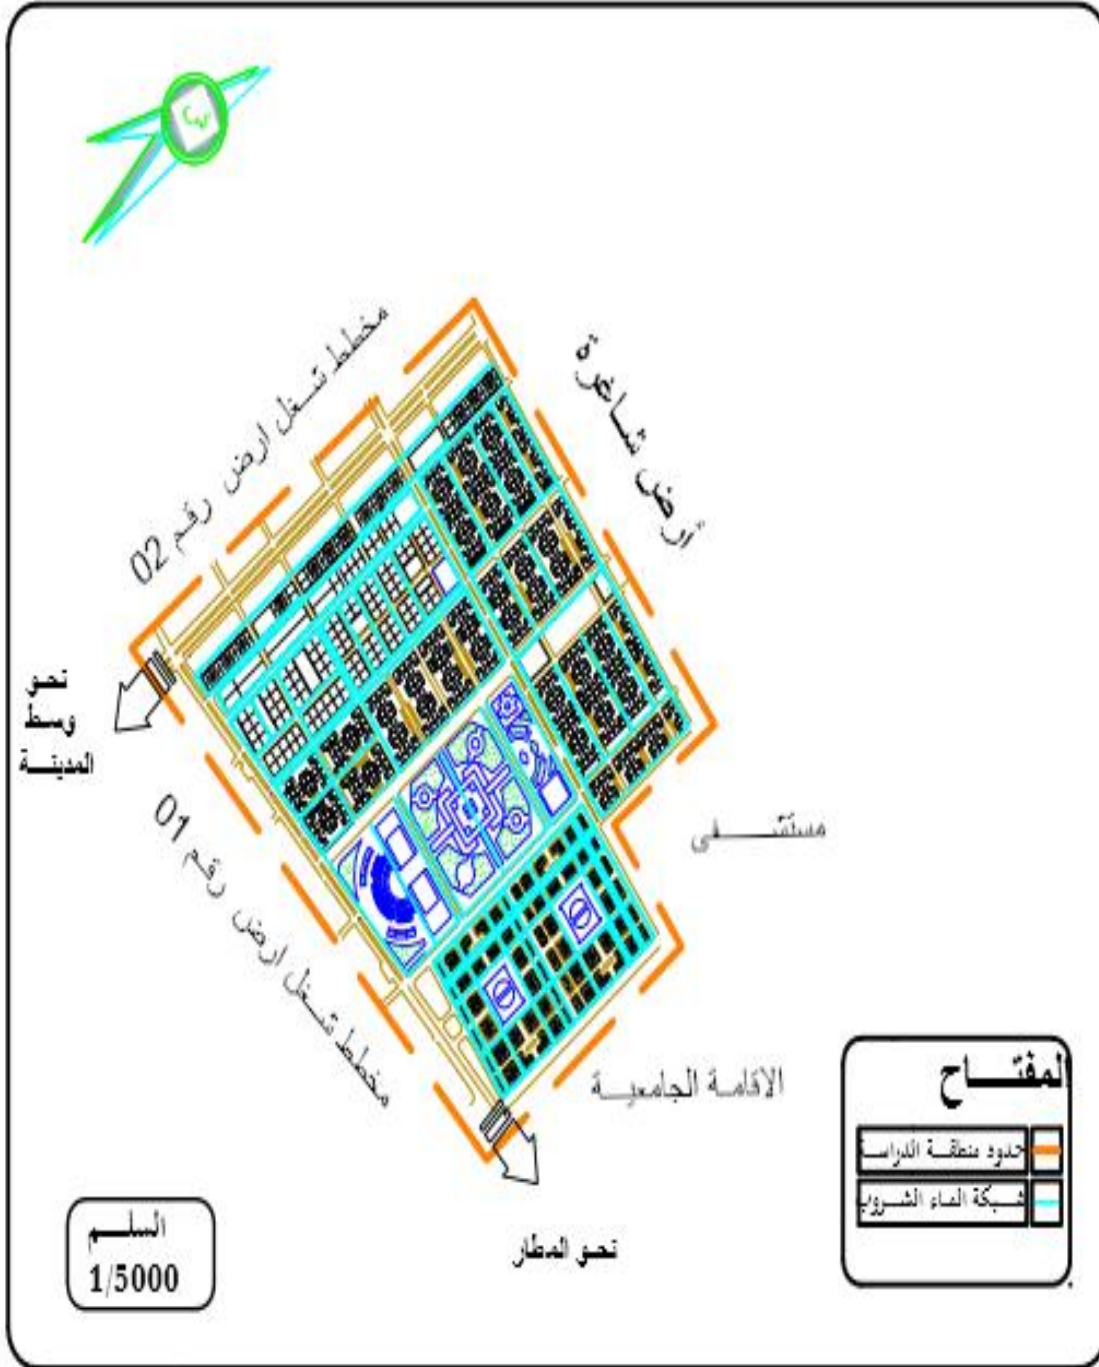 مخطط شغل ارض رقم 02
أرض شاغرة
نحو
وسط
المدينة
مخطط شغل ارض رقم 01
مستشفى
الاقامة الجامعية
نحو المطار
المفتاح
حدود منطقة الدراسة
شبكة الماء الشروب
السلم
1/5000